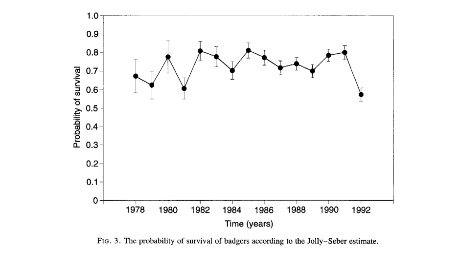 1.0
0.9
0.8
0.7
0.6
0.5
0.4
0.3
0.2
0.1
0
Probability of survival
1978 1980 1982 1984 1986 1988 1990 1992
Time (years)
FIG. 3. The probability of survival of badgers according to the Jolly–Seber estimate.